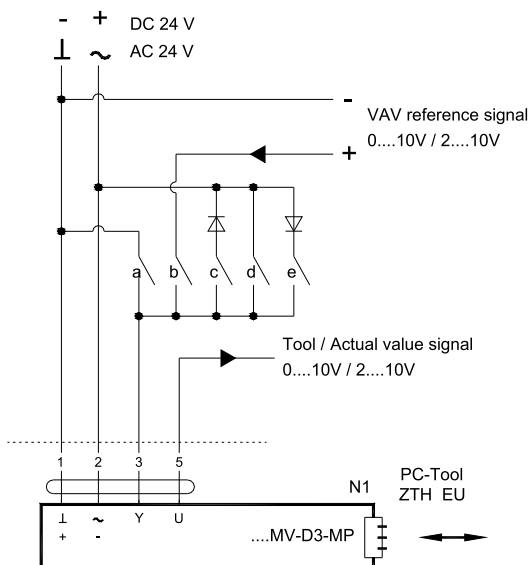 - + DC 24 V
⊥ ~ AC 24 V
-
VAV reference signal
+ 0....10V / 2....10V
a b c d e
Tool / Actual value signal
0....10V / 2....10V
1 2 3 5
N1 PC-Tool
ZTH EU
⊥ ~ Y U
+ - ....MV-D3-MP